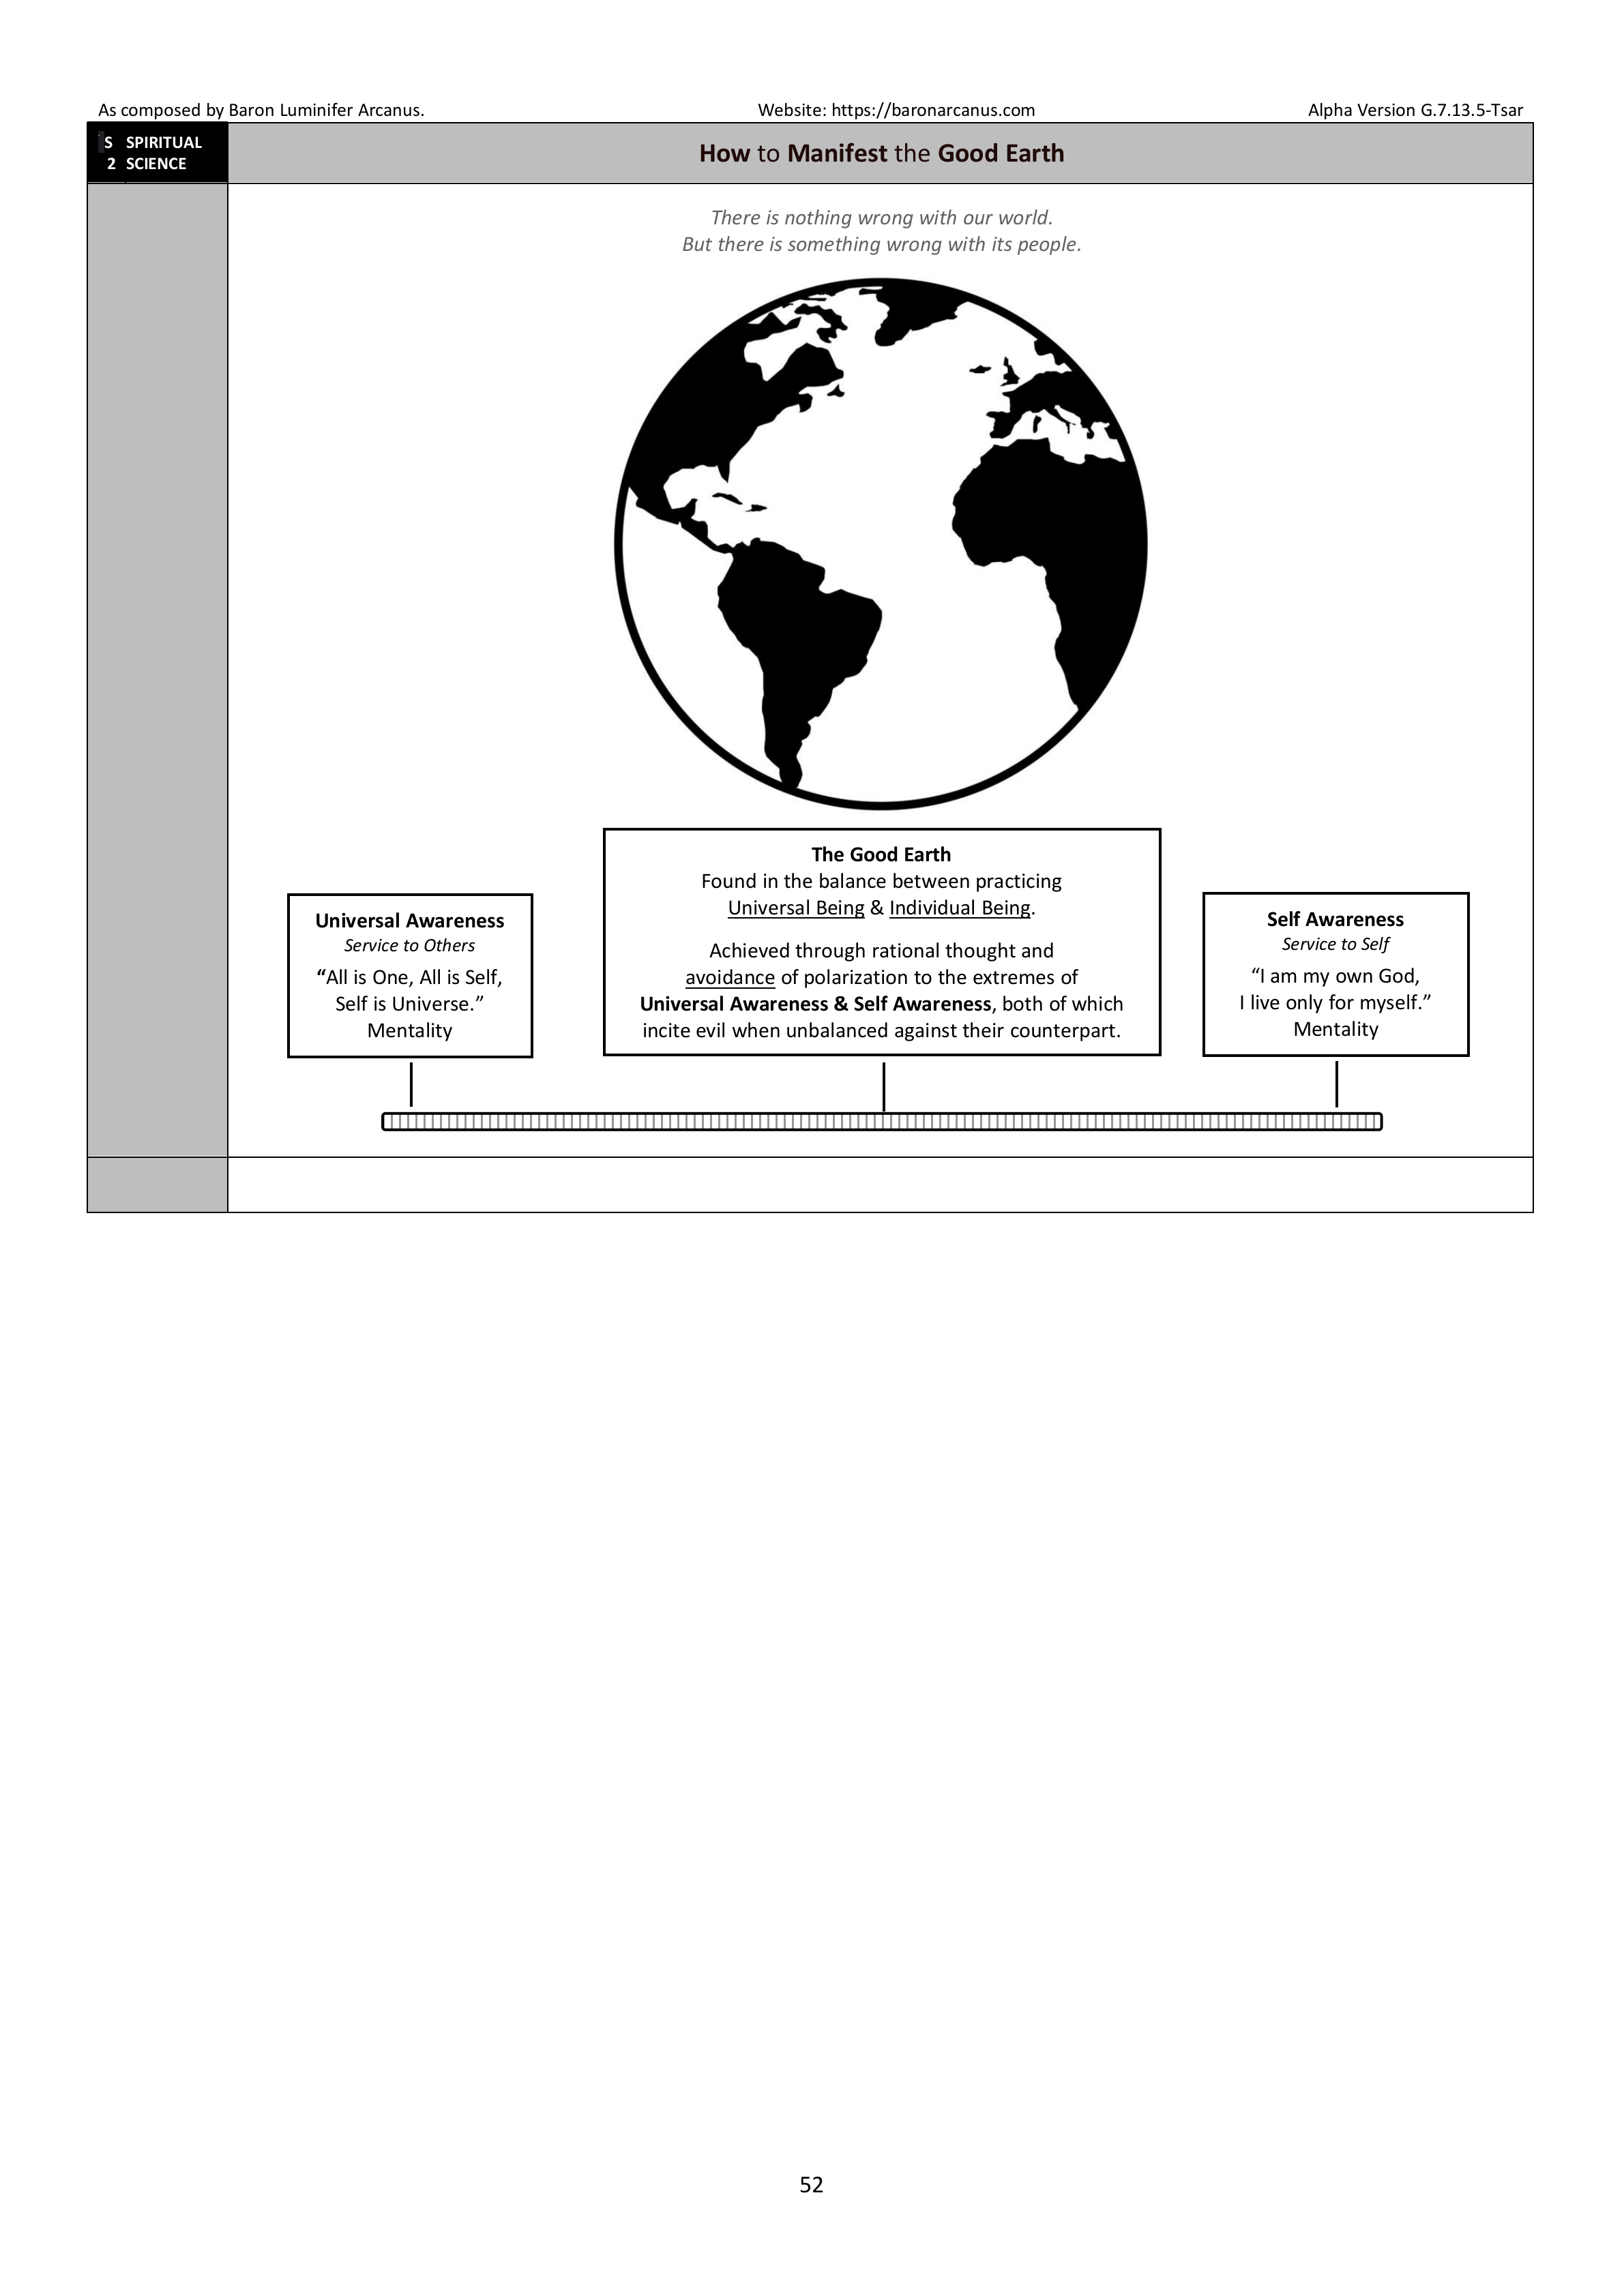 As composed by Baron Luminifer Arcanus. Website: https://baronarcanus.com Alpha Version G.7.13.5-Tsar
S SPIRITUAL
2 SCIENCE
How to Manifest the Good Earth
There is nothing wrong with our world.
But there is something wrong with its people.
Universal Awareness
Service to Others
“All is One, All is Self,
Self is Universe.”
Mentality
The Good Earth
Found in the balance between practicing
Universal Being & Individual Being.
Achieved through rational thought and
avoidance of polarization to the extremes of
Universal Awareness & Self Awareness, both of which
incite evil when unbalanced against their counterpart.
Self Awareness
Service to Self
“I am my own God,
I live only for myself.”
Mentality
52